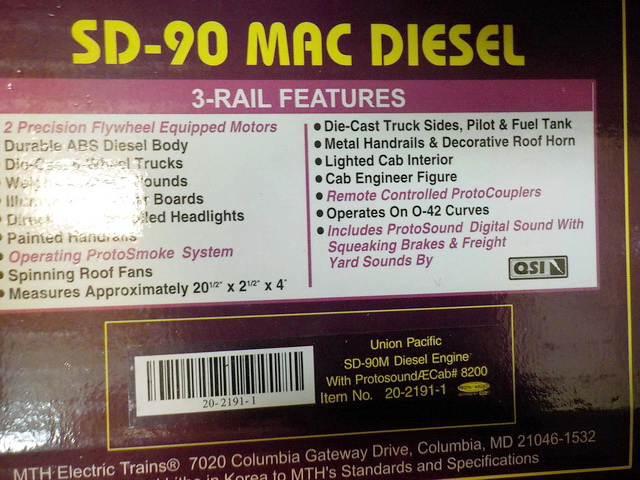 SD-90 MAC DIESEL
3-RAIL FEATURES
2 Precision Flywheel Equipped Motors
Durable ABS Diesel Body
Die-Cast 6-Wheel Trucks
Boards
Headlights
Painted Handrails
• Operating ProtoSmoke System
• Spinning Roof Fans
• Measures Approximately 20 1/2" x 2 1/2" x 4"
• Die-Cast Truck Sides, Pilot & Fuel Tank
• Metal Handrails & Decorative Roof Horn
• Lighted Cab Interior
• Cab Engineer Figure
• Remote Controlled ProtoCouplers
• Operates On O-42 Curves
• Includes ProtoSound Digital Sound With
Squeaking Brakes & Freight
Yard Sounds By
QSI
20-2191-1
Union Pacific
SD-90M Diesel Engine
With ProtosoundÆCab# 8200
Item No. 20-2191-1
MTH Electric Trains® 7020 Columbia Gateway Drive, Columbia, MD 21046-1532
in Korea to MTH's Standards and Specifications